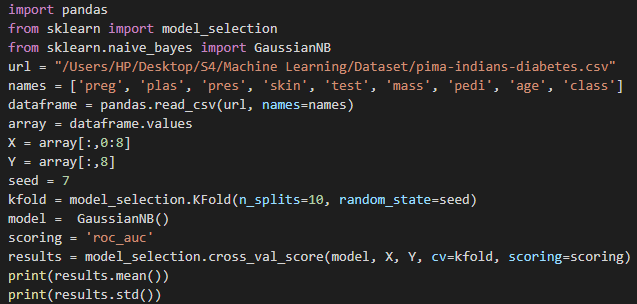 import pandas
from sklearn import model_selection
from sklearn.naive_bayes import GaussianNB
url = "/Users/HP/Desktop/S4/Machine Learning/Dataset/pima-indians-diabetes.csv"
names = ['preg', 'plas', 'pres', 'skin', 'test', 'mass', 'pedi', 'age', 'class']
dataframe = pandas.read_csv(url, names=names)
array = dataframe.values
X = array[:,0:8]
Y = array[:,8]
seed = 7
kfold = model_selection.KFold(n_splits=10, random_state=seed)
model =  GaussianNB()
scoring = 'roc_auc'
results = model_selection.cross_val_score(model, X, Y, cv=kfold, scoring=scoring)
print(results.mean())
print(results.std())